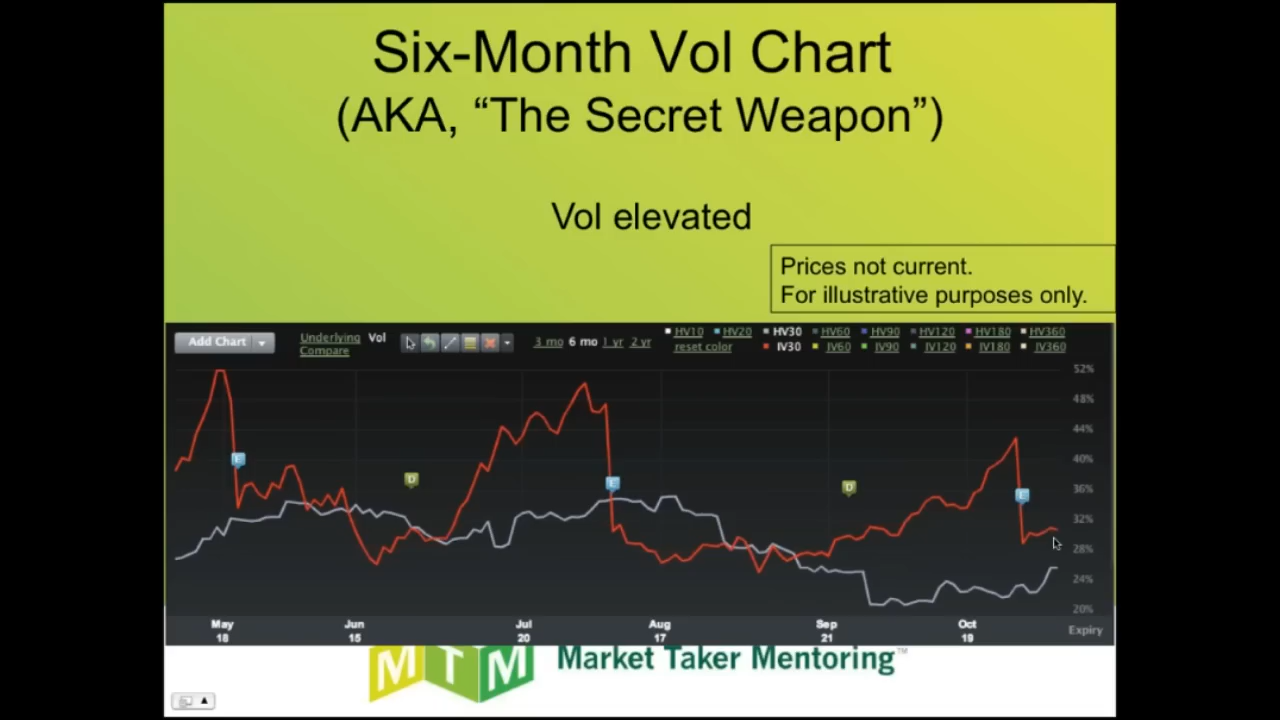 Six-Month Vol Chart
(AKA, “The Secret Weapon”)
Vol elevated
Prices not current.
For illustrative purposes only.
Add Chart
Underlying Vol
Compare
3 mo 6 mo 1 yr 2 yr
HV10 HV20 HV30 HV60 HV90 HV120 HV180 HV360
reset color IV30 IV60 IV90 IV120 IV180 IV360
52%
48%
44%
40%
36%
32%
28%
24%
20%
E
D
E
D
E
May Jun Jul Aug Sep Oct
18 15 20 17 21 19
Expiry
MTM Market Taker Mentoring™